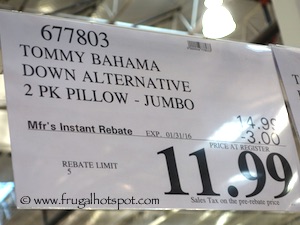 677803
TOMMY BAHAMA
DOWN ALTERNATIVE
2 PK PILLOW - JUMBO
14.99
Mfr's Instant Rebate EXP. 01/31/16 -3.00
PRICE AT REGISTER
REBATE LIMIT
5
11.99
Sales Tax on the pre-rebate price
© www.frugalhotspot.com